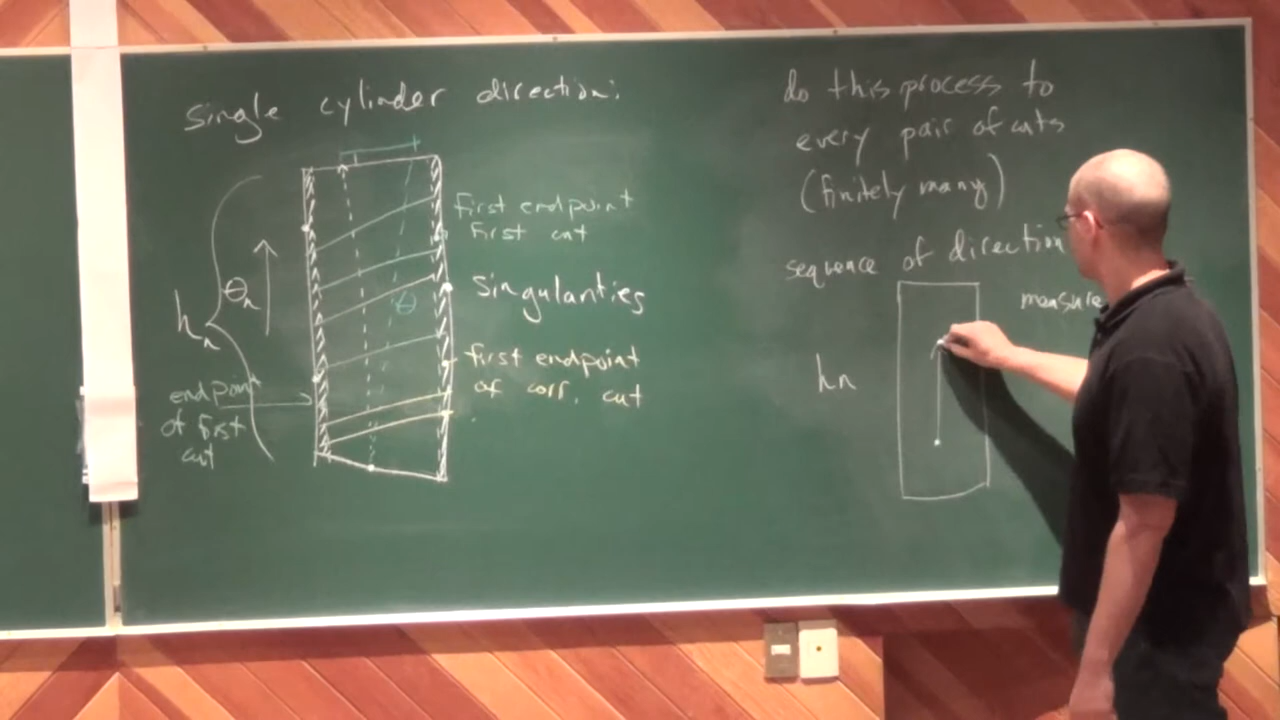 Single cylinder direction:
θn
hn
endpoint
of first
cut
θ
first endpoint
first cut
Singularities
first endpoint
of corr. cut
do this process to
every pair of cuts
(finitely many)
sequence of direction
measure
hn